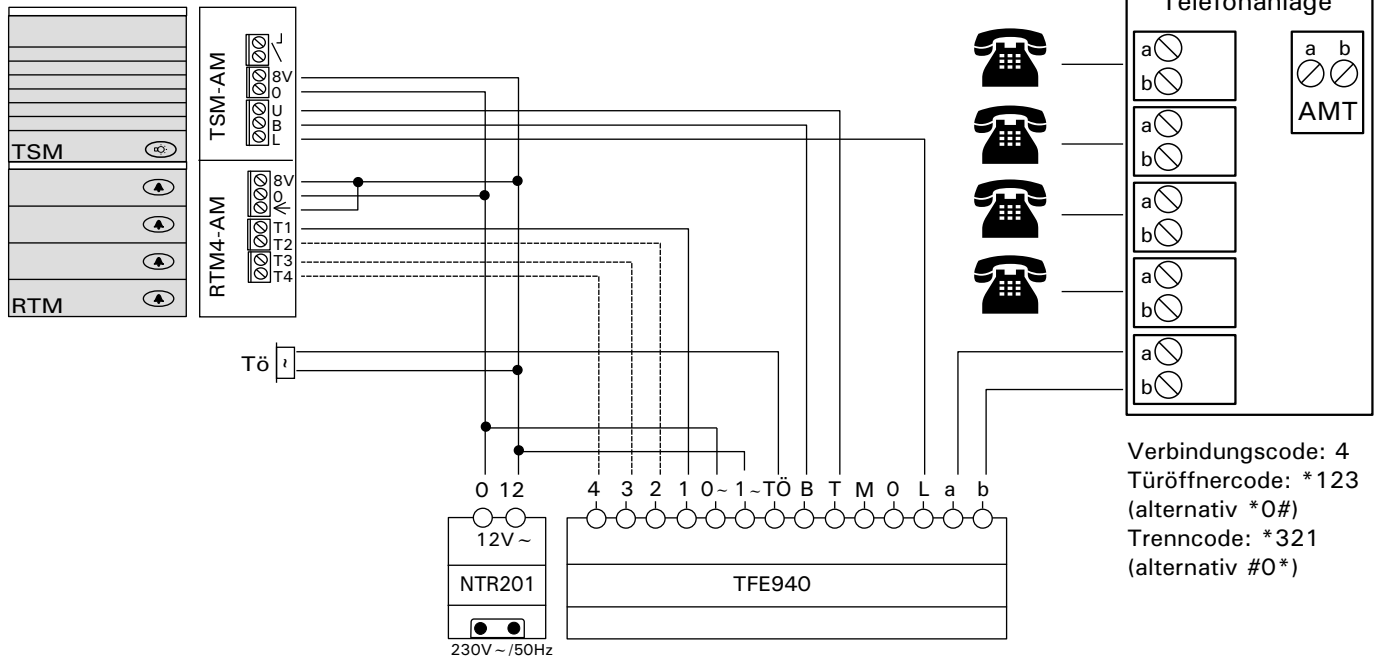 Telefonanlage
a
b
a b
AMT
a
b
a
b
a
b
a
b
TSM
RTM
TSM-AM
8V
0
U
B
L
RTM4-AM
8V
0
T1
T2
T3
T4
Tö ~
0 12
12V~
NTR201
230V~/50Hz
4 3 2 1 0~ 1~TÖ B T M 0 L a b
TFE940
Verbindungscode: 4
Türöffnercode: *123
(alternativ *0#)
Trenncode: *321
(alternativ #0*)